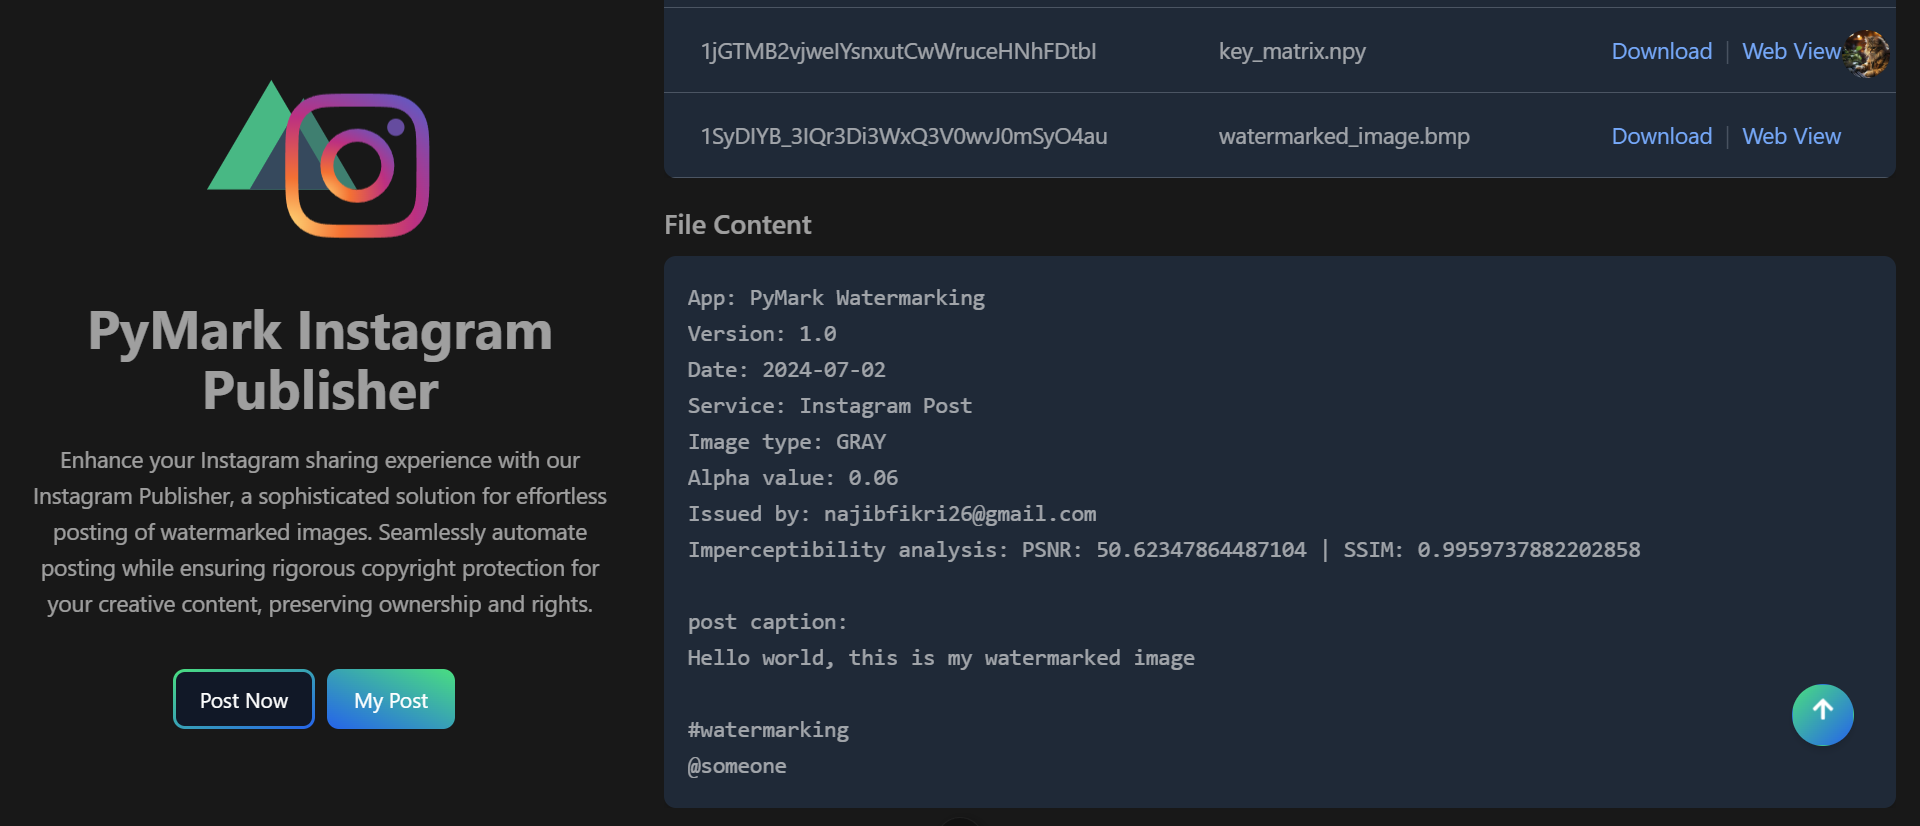 PyMark Instagram
Publisher
Enhance your Instagram sharing experience with our
Instagram Publisher, a sophisticated solution for effortless
posting of watermarked images. Seamlessly automate
posting while ensuring rigorous copyright protection for
your creative content, preserving ownership and rights.
Post Now
My Post
1jGTMB2vjweIYsnxutCwWruceHNhFDtbI key_matrix.npy Download | Web View
1SyDIYB_3IQr3Di3WxQ3V0wvJ0mSyO4au watermarked_image.bmp Download | Web View
File Content
App: PyMark Watermarking
Version: 1.0
Date: 2024-07-02
Service: Instagram Post
Image type: GRAY
Alpha value: 0.06
Issued by: najibfikri26@gmail.com
Imperceptibility analysis: PSNR: 50.62347864487104 | SSIM: 0.9959737882202858
post caption:
Hello world, this is my watermarked image
#watermarking
@someone